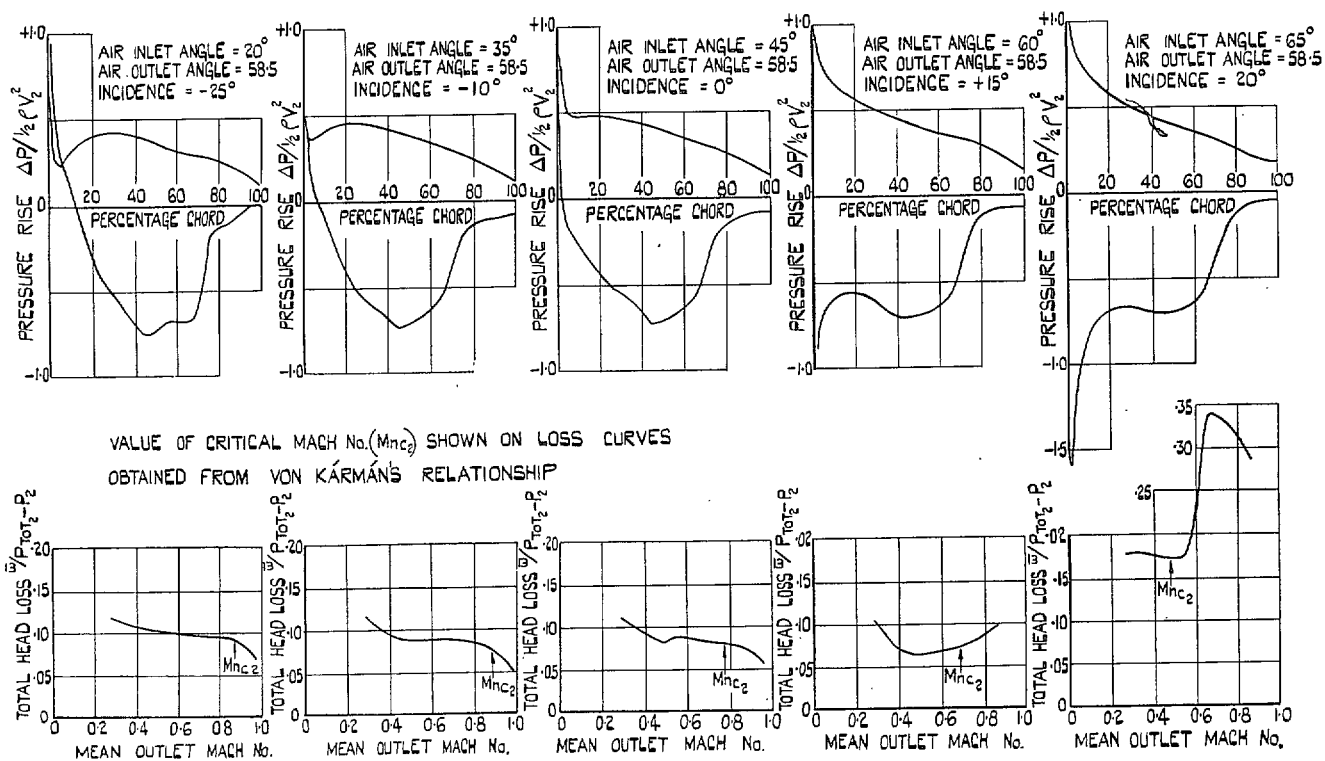 +1.0
AIR INLET ANGLE = 20°
AIR OUTLET ANGLE = 58.5
INCIDENCE = -25°
PRESSURE RISE ΔP/½ρV₂²
0
20 40 60 80 100
PERCENTAGE CHORD
-1.0
+1.0
AIR INLET ANGLE = 35°
AIR OUTLET ANGLE = 58.5
INCIDENCE = -10°
PRESSURE RISE ΔP/½ρV₂²
0
20 40 60 80 100
PERCENTAGE CHORD
-1.0
+1.0
AIR INLET ANGLE = 45°
AIR OUTLET ANGLE = 58.5
INCIDENCE = 0°
PRESSURE RISE ΔP/½ρV₂²
0
20 40 60 80 100
PERCENTAGE CHORD
-1.0
+1.0
AIR INLET ANGLE = 60°
AIR OUTLET ANGLE = 58.5
INCIDENCE = +15°
PRESSURE RISE ΔP/½ρV₂²
0
20 40 60 80 100
PERCENTAGE CHORD
-1.0
+1.0
AIR INLET ANGLE = 65°
AIR OUTLET ANGLE = 58.5
INCIDENCE = 20°
PRESSURE RISE ΔP/½ρV₂²
0
20 40 60 80 100
PERCENTAGE CHORD
-1.0
-1.5
VALUE OF CRITICAL MACH No. (Mnc₂) SHOWN ON LOSS CURVES
OBTAINED FROM VON KÁRMÁN'S RELATIONSHIP
TOTAL HEAD LOSS ω̄/P TOT₂-P₂
.20
.15
.10
.05
0
Mnc₂
0 0.2 0.4 0.6 0.8 1.0
MEAN OUTLET MACH No.
TOTAL HEAD LOSS ω̄/P TOT₂-P₂
.20
.15
.10
.05
0
Mnc₂
0 0.2 0.4 0.6 0.8 1.0
MEAN OUTLET MACH No.
TOTAL HEAD LOSS ω̄/P TOT₂-P₂
.20
.15
.10
.05
0
Mnc₂
0 0.2 0.4 0.6 0.8 1.0
MEAN OUTLET MACH No.
TOTAL HEAD LOSS ω̄/P TOT₂-P₂
.02
.15
.10
.05
0
Mnc₂
0 0.2 0.4 0.6 0.8 1.0
MEAN OUTLET MACH No.
TOTAL HEAD LOSS ω̄/P TOT₂-P₂
.35
.30
.25
.02
.15
.10
.05
0
Mnc₂
0 0.2 0.4 0.6 0.8 1.0
MEAN OUTLET MACH No.